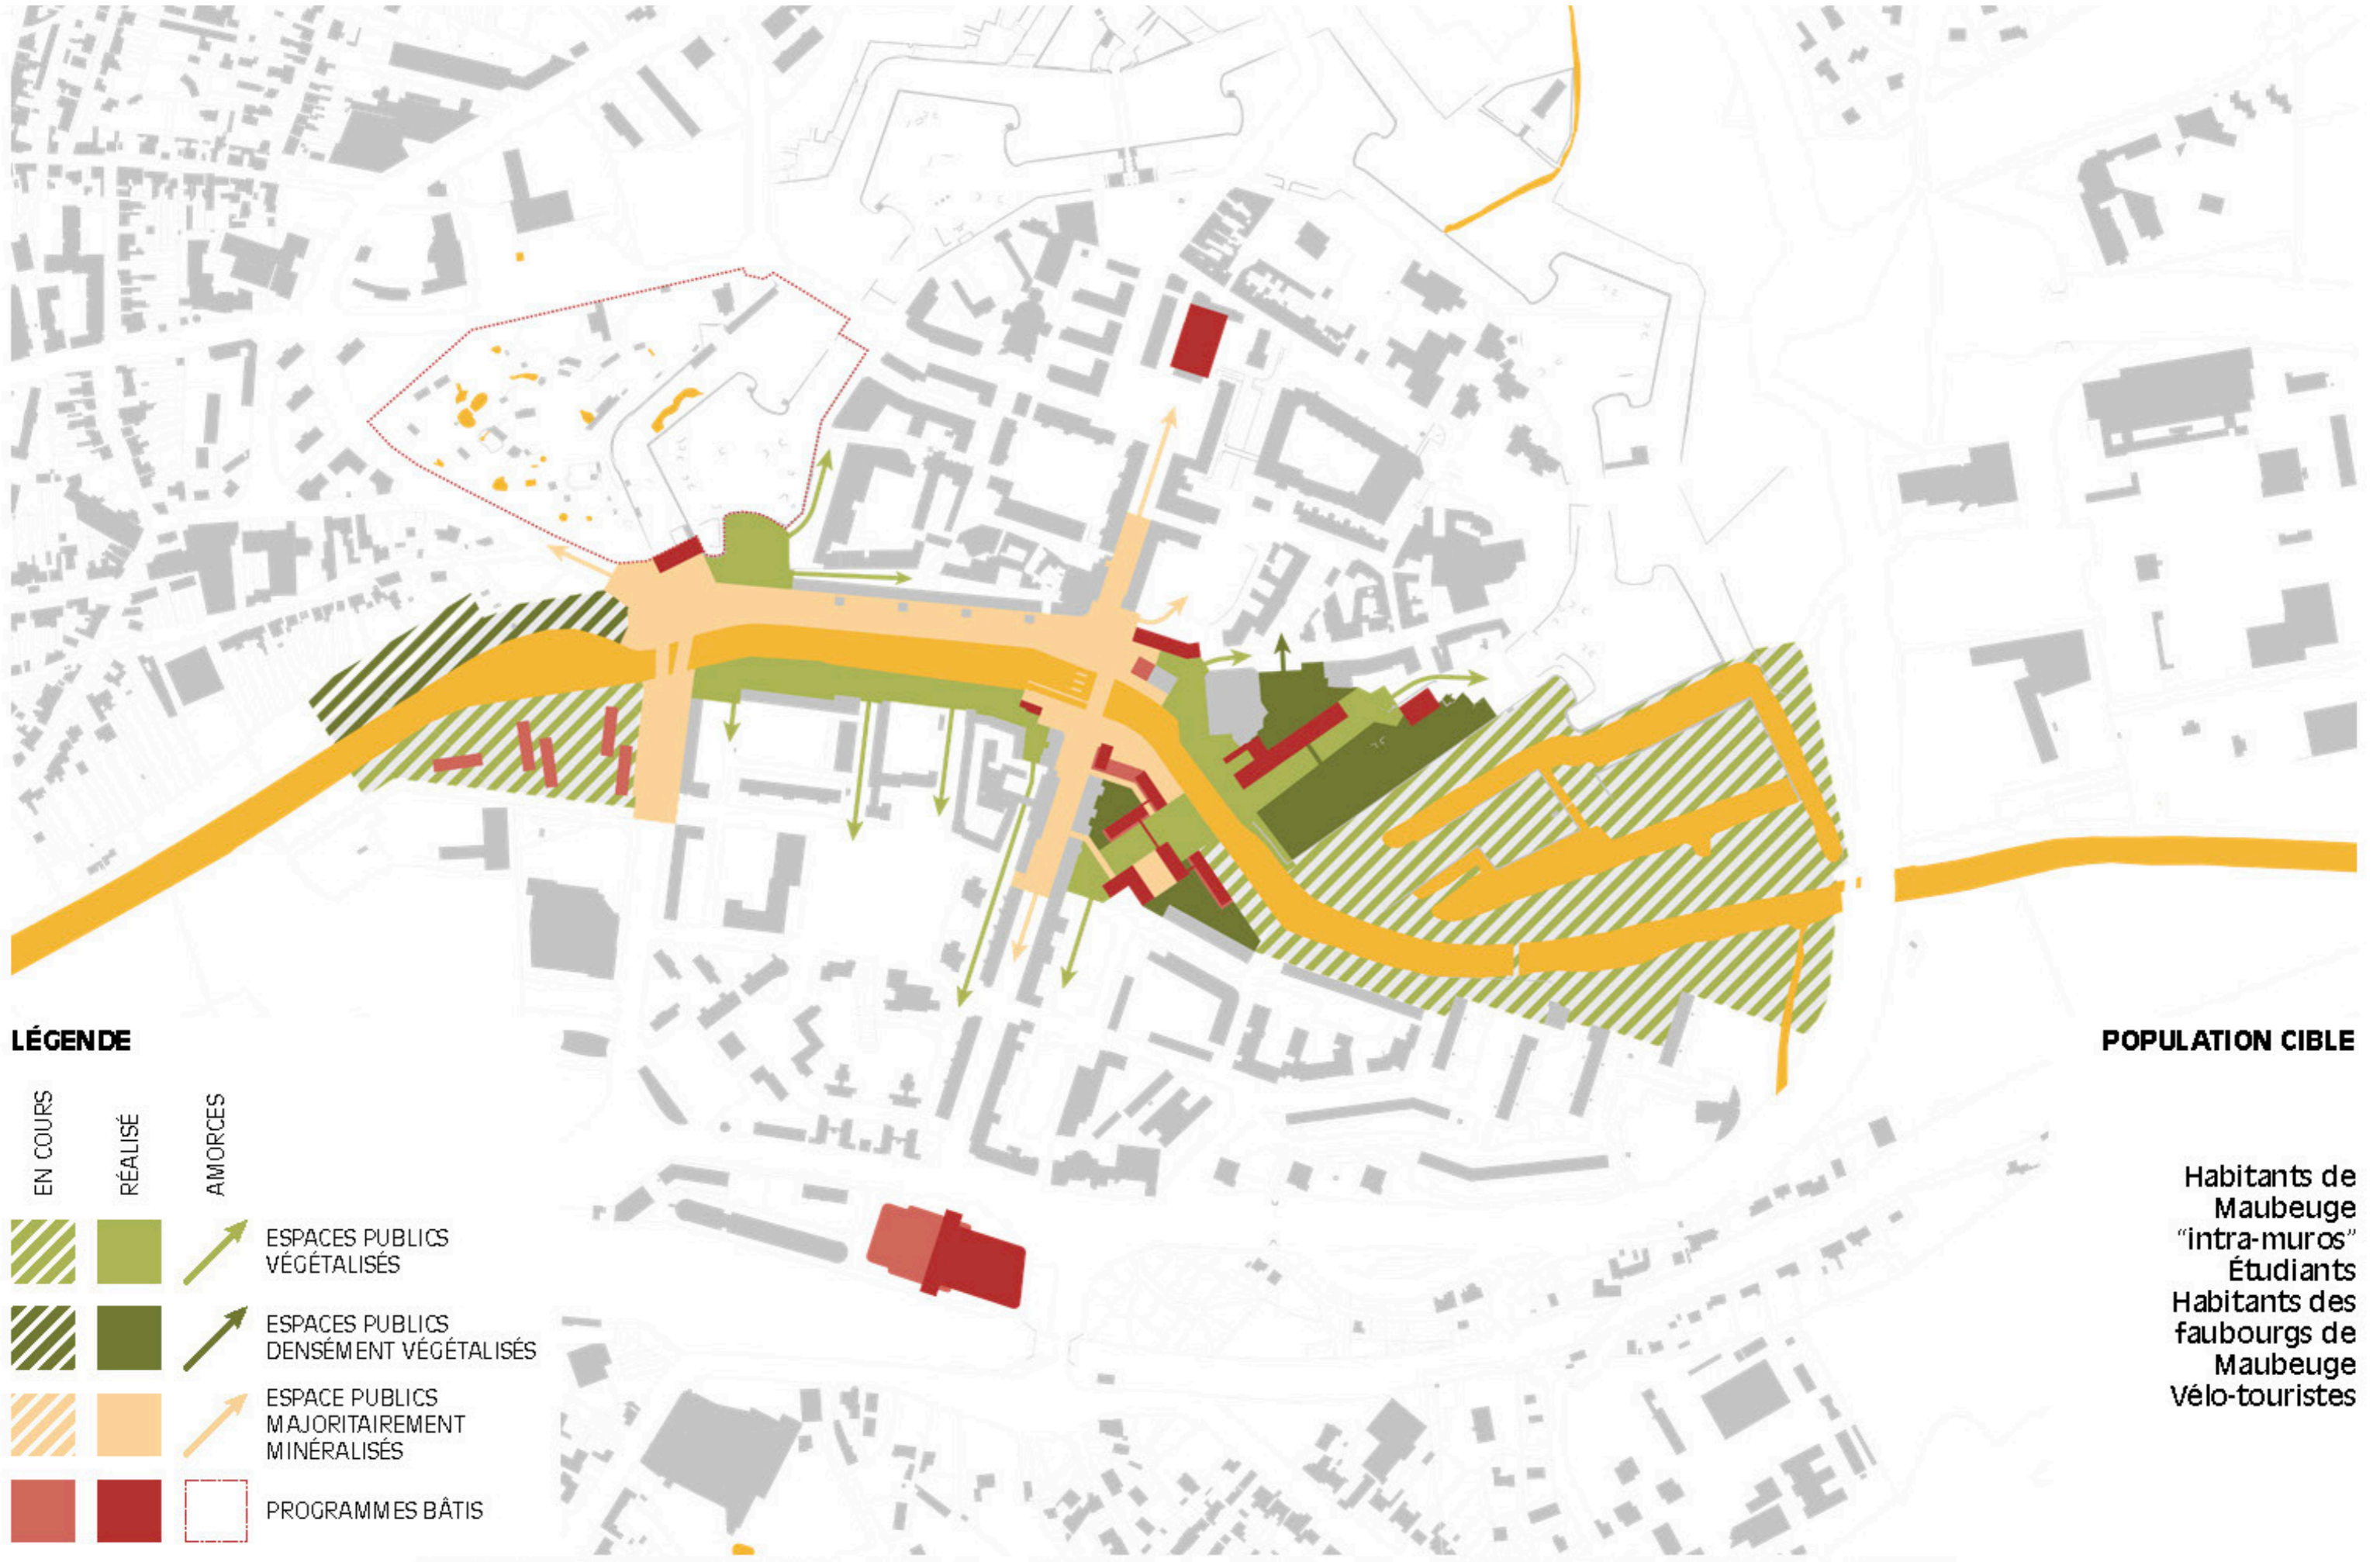 LÉGENDE
EN COURS
RÉALISÉ
AMORCES
ESPACES PUBLICS
VÉGÉTALISÉS
ESPACES PUBLICS
DENSÉMENT VÉGÉTALISÉS
ESPACE PUBLICS
MAJORITAIREMENT
MINÉRALISÉS
PROGRAMMES BÂTIS
POPULATION CIBLE
Habitants de
Maubeuge
“intra-muros”
Étudiants
Habitants des
faubourgs de
Maubeuge
Vélo-touristes